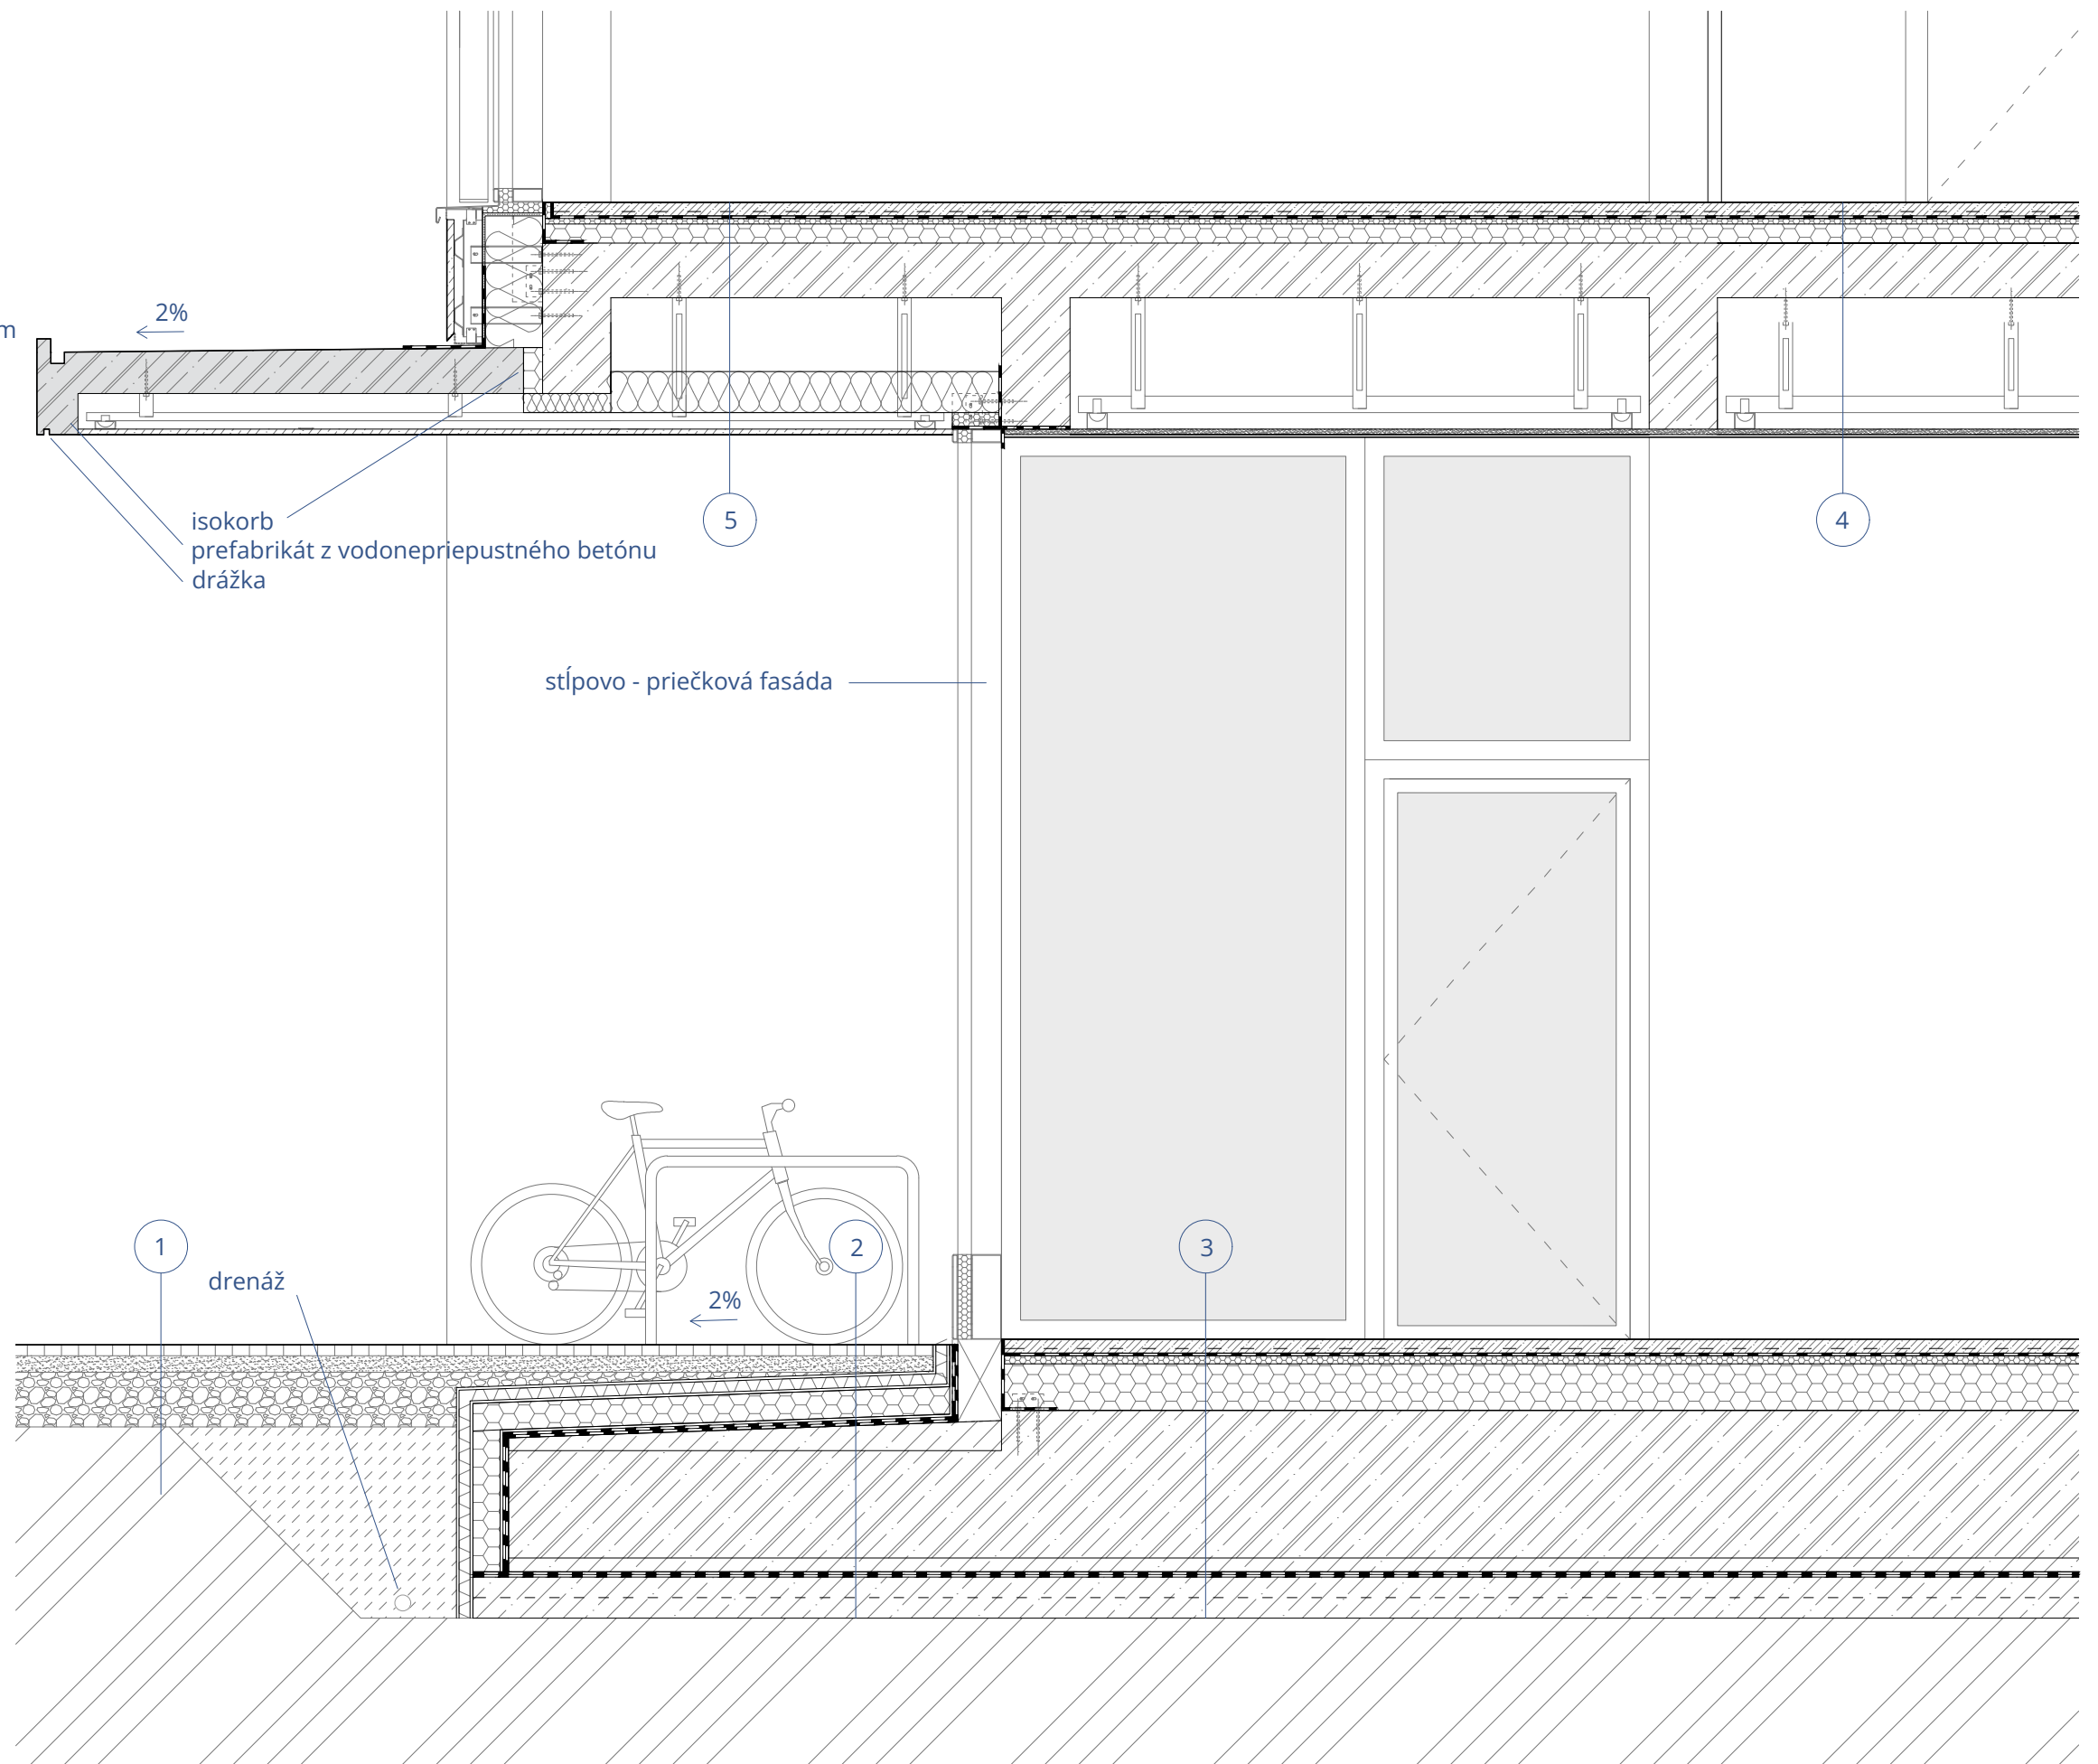 2%
m
isokorb
prefabrikát z vodonepriepustného betónu
drážka
5
4
stĺpovo - priečková fasáda
1
2
3
drenáž
2%